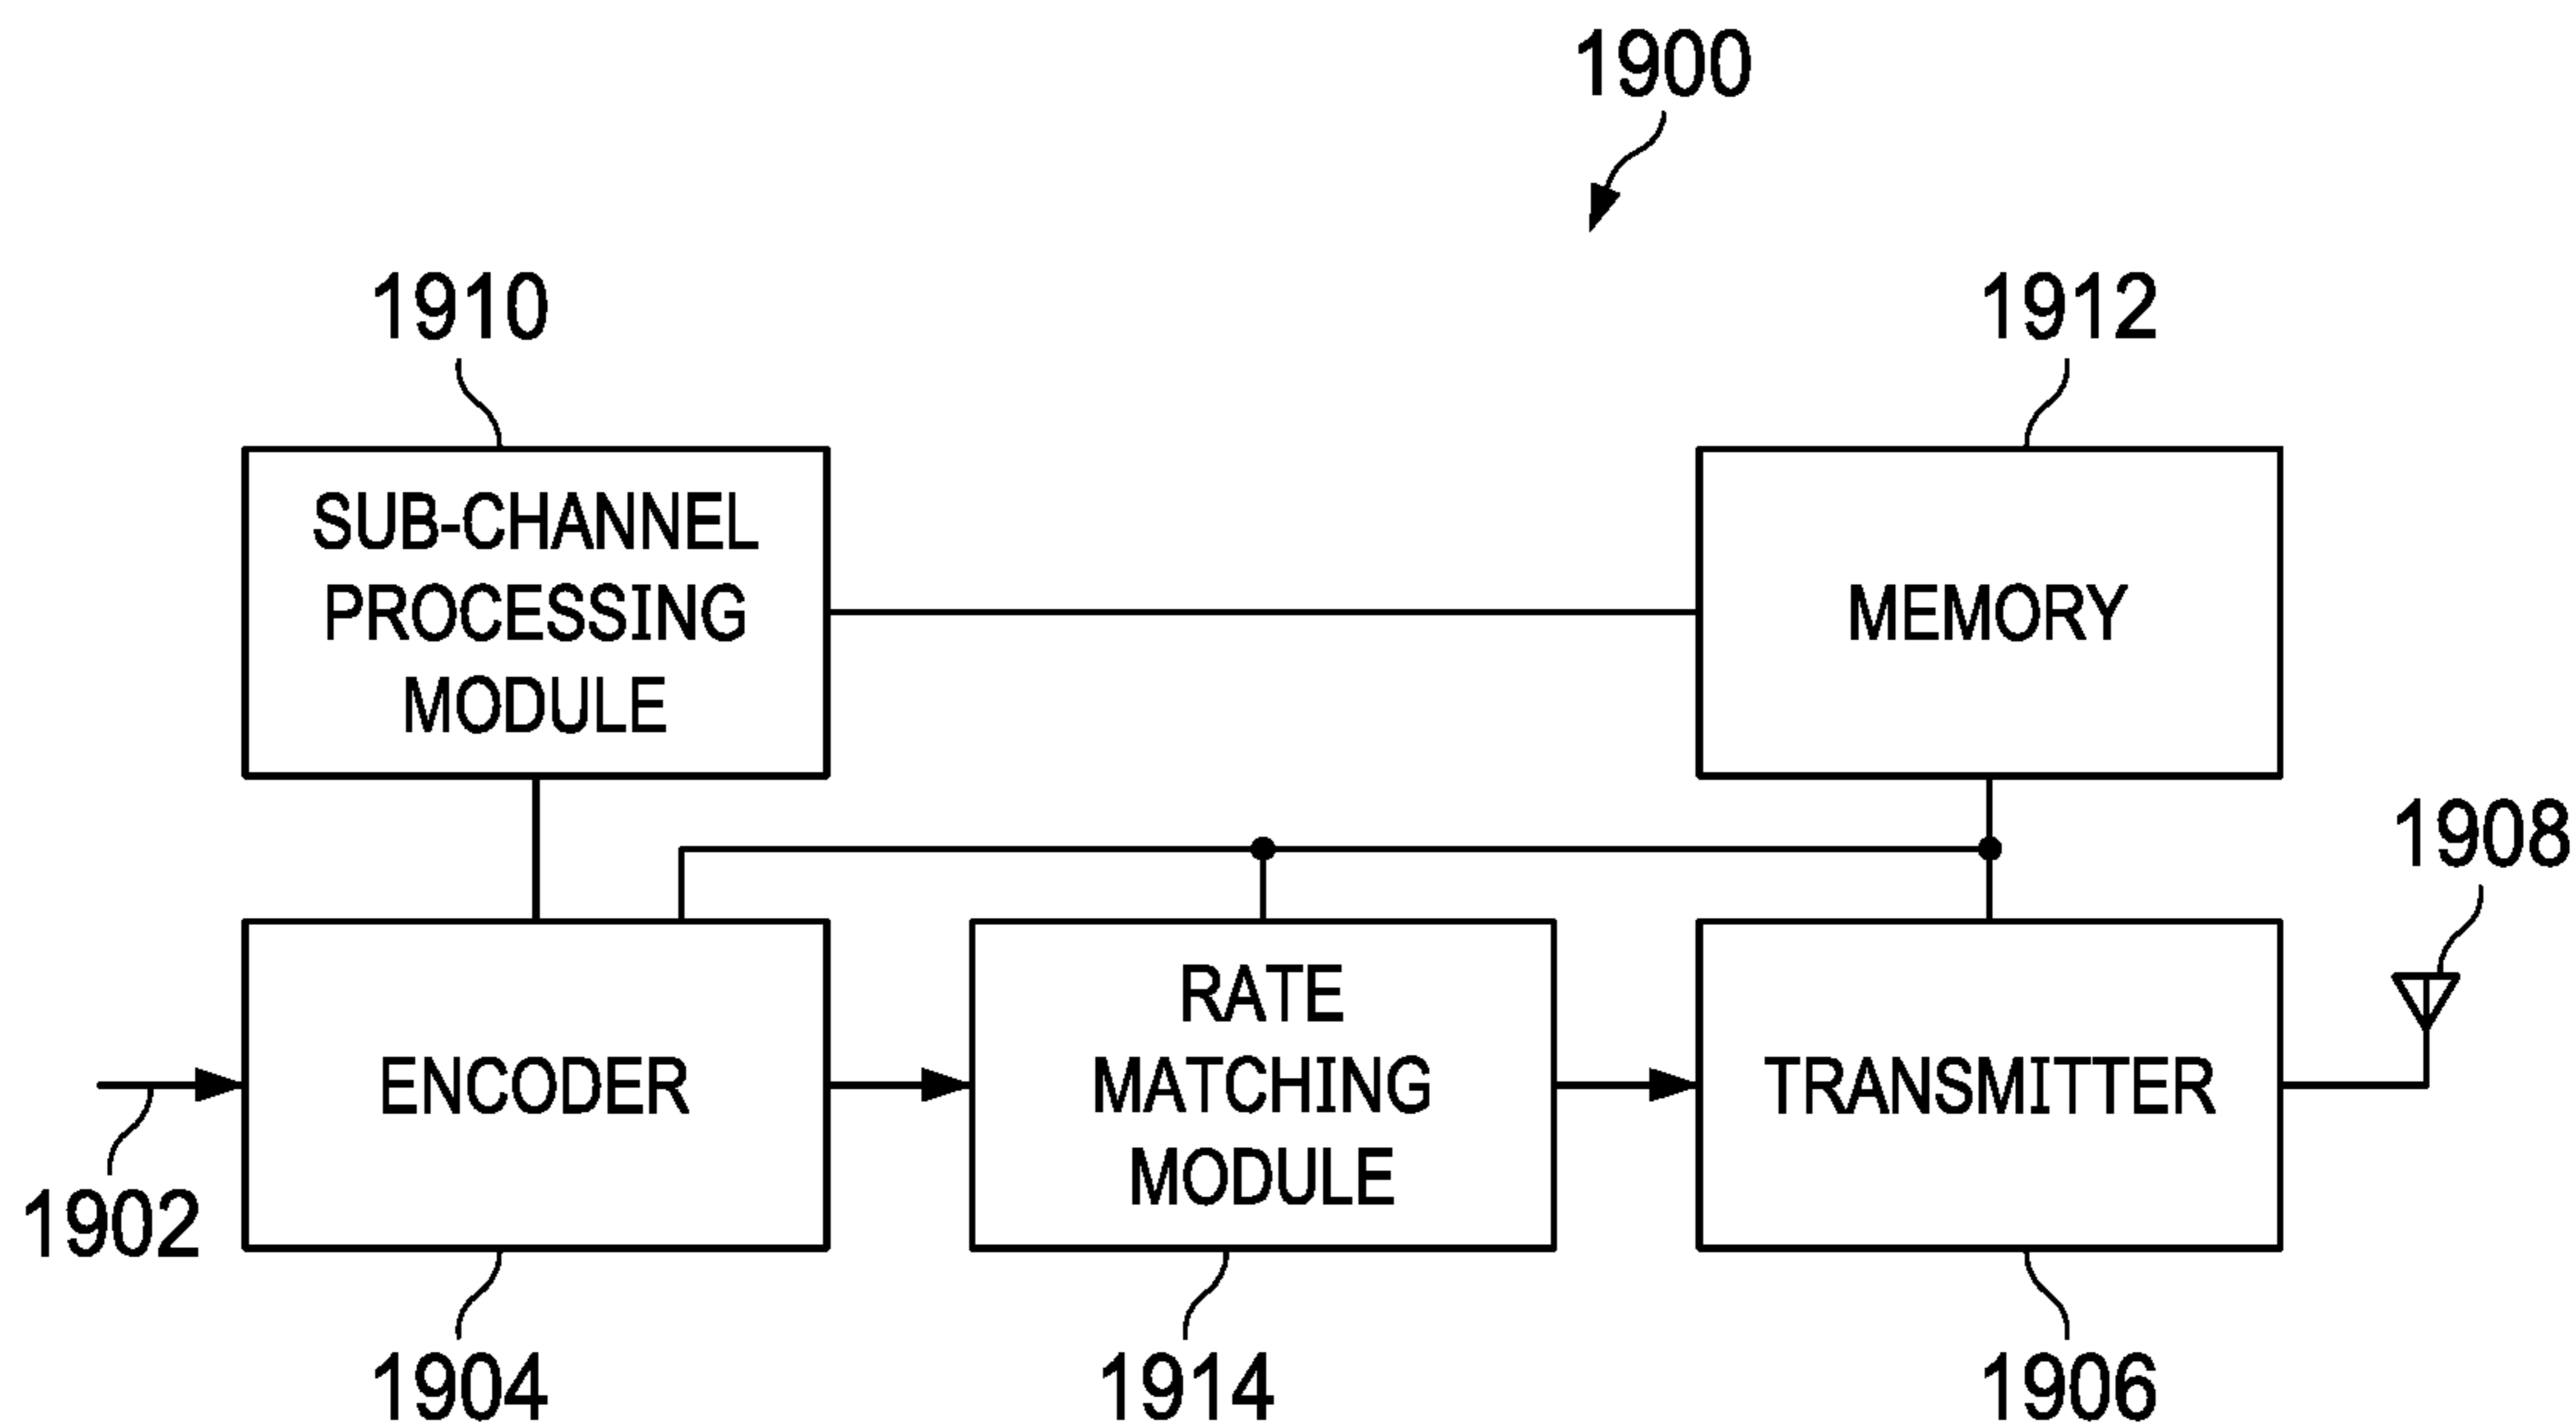 1900
1910
1912
SUB-CHANNEL
PROCESSING
MODULE
MEMORY
1908
ENCODER
RATE
MATCHING
MODULE
TRANSMITTER
1902
1904
1914
1906